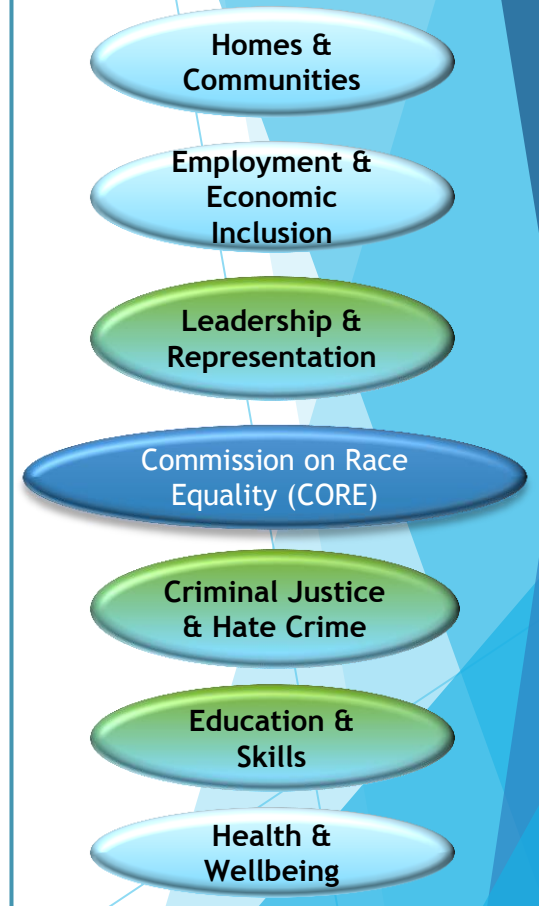 Homes &
Communities
Employment &
Economic
Inclusion
Leadership &
Representation
Commission on Race
Equality (CORE)
Criminal Justice
& Hate Crime
Education &
Skills
Health &
Wellbeing